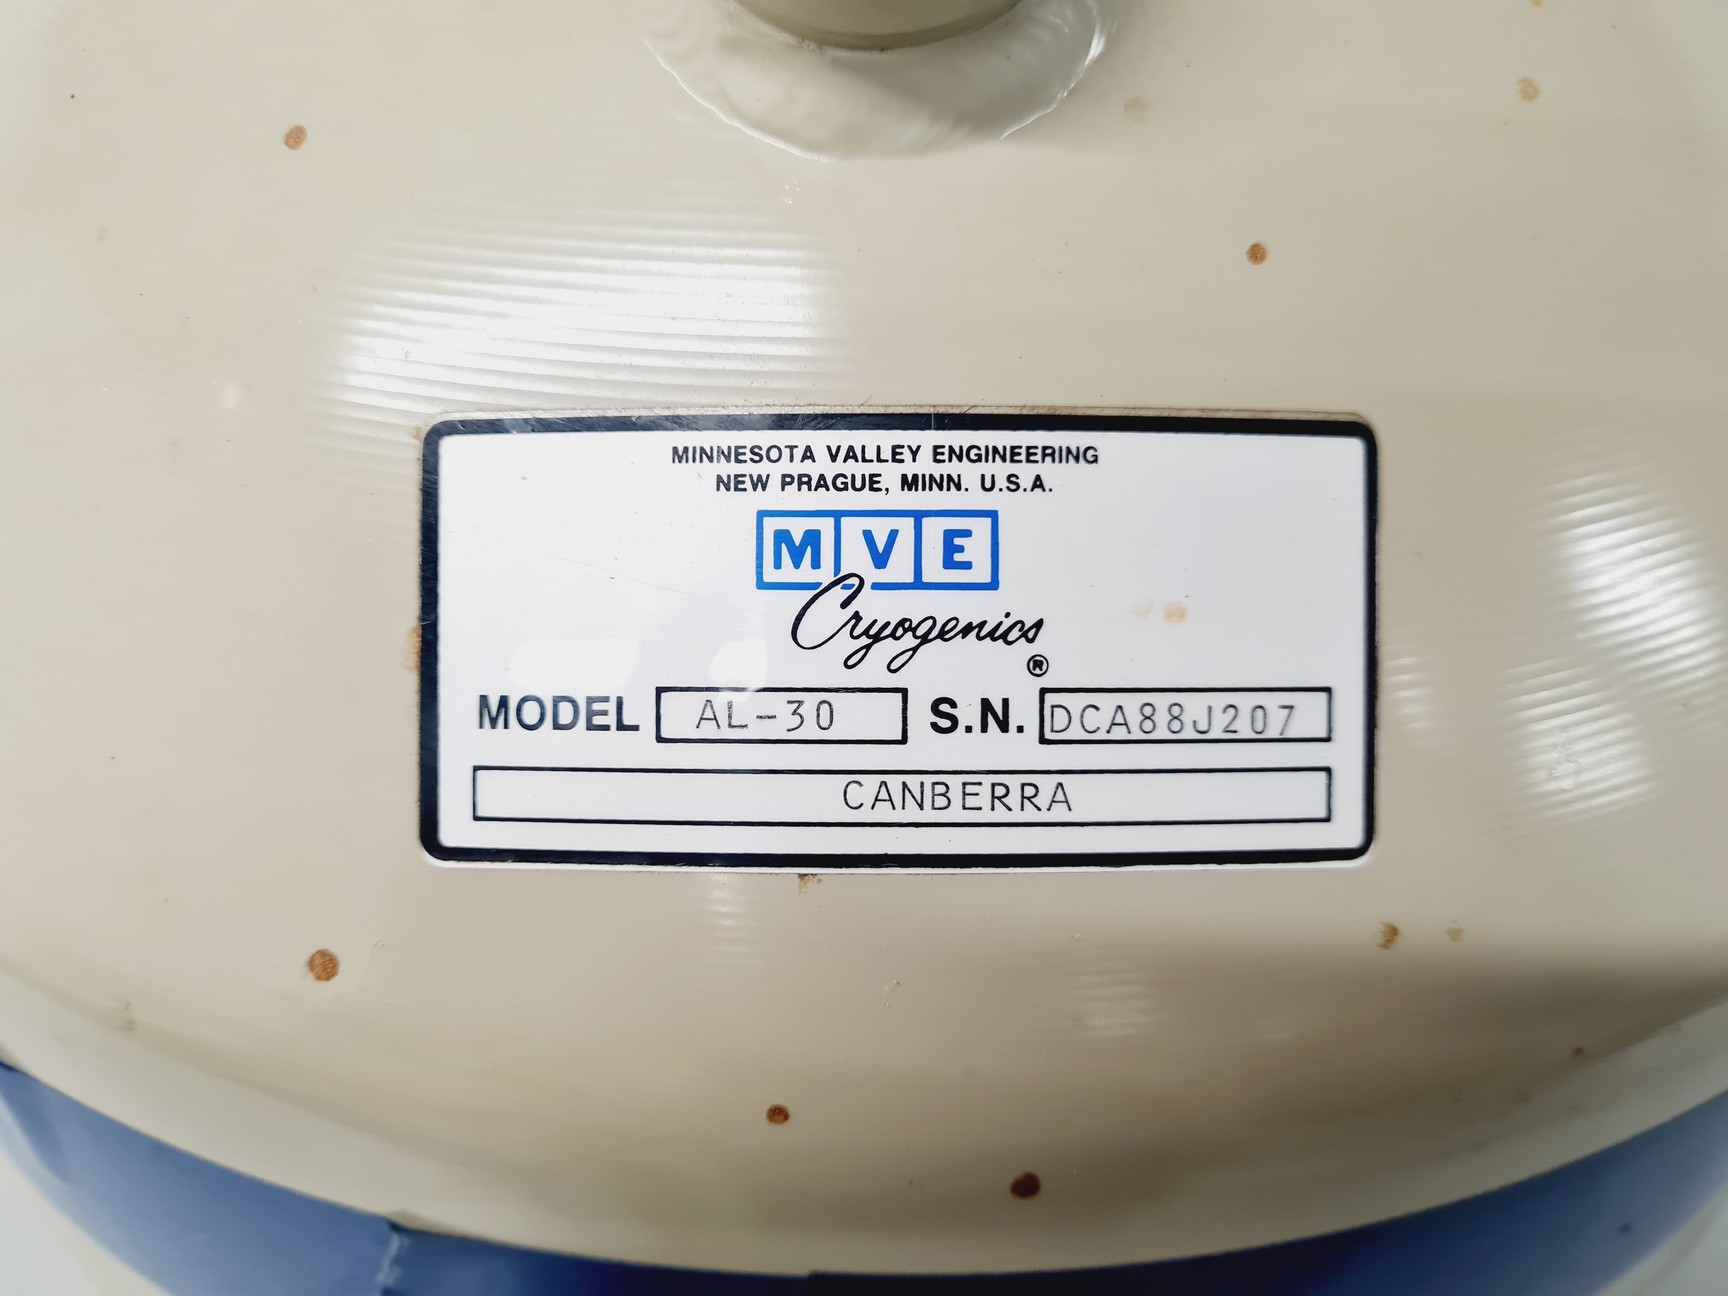 MINNESOTA VALLEY ENGINEERING
NEW PRAGUE, MINN. U.S.A.
MVE
Cryogenics ®
MODEL AL-30 S.N. DCA88J207
CANBERRA